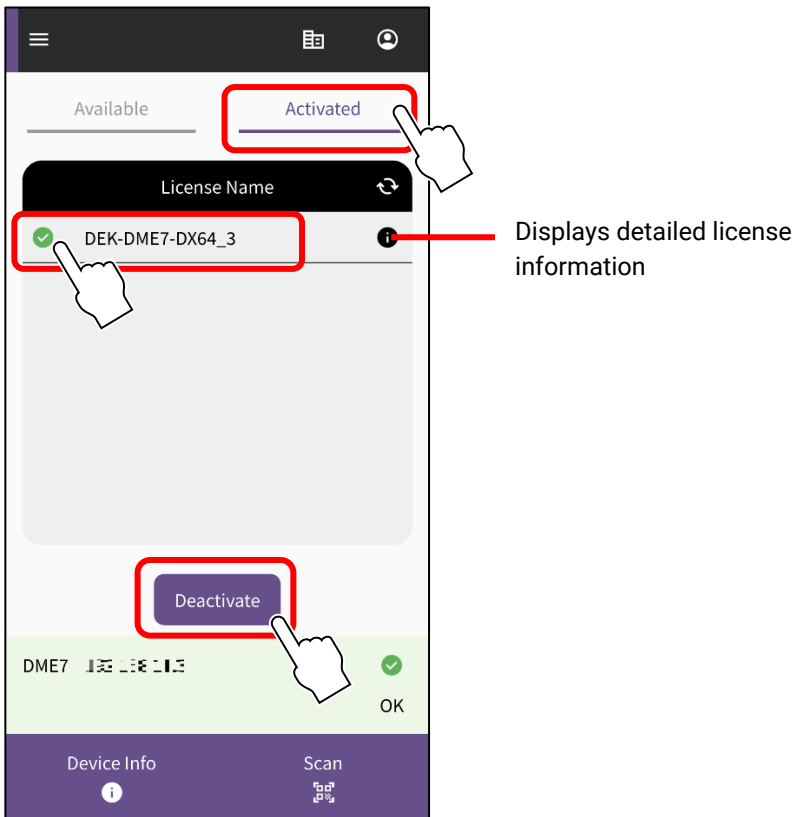 Available
Activated
License Name
DEK-DME7-DX64_3
Displays detailed license
information
Deactivate
DME7
OK
Device Info
Scan